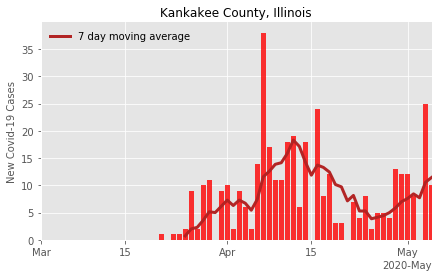 Kankakee County, Illinois
7 day moving average
New Covid-19 Cases
35
30
25
20
15
10
5
0
Mar 15 Apr 15 May
2020-May